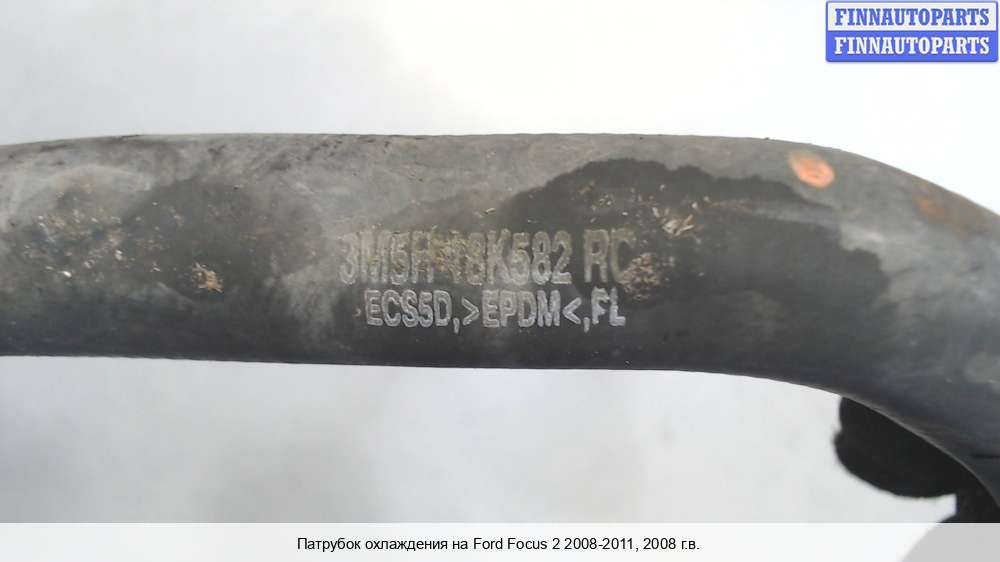 FINNAUTOPARTS
FINNAUTOPARTS
3M5H 18K582 RC
ECS5D,>EPDM<,FL
Патрубок охлаждения на Ford Focus 2 2008-2011, 2008 г.в.